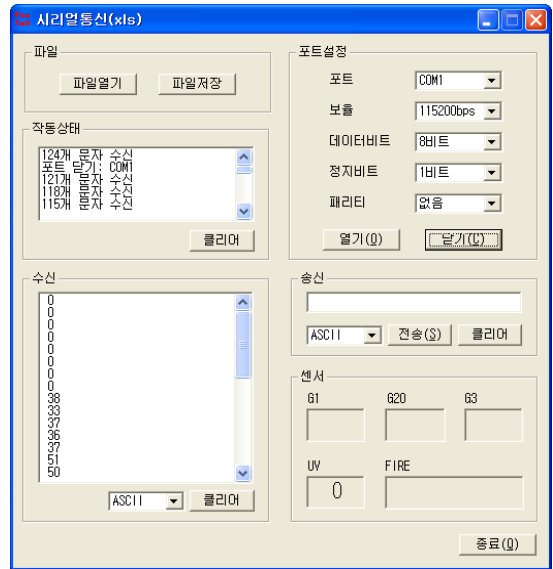 시리얼통신(xls)
파일
파일열기 파일저장
작동상태
124개 문자 수신
포트 닫기: COM1
121개 문자 수신
118개 문자 수신
115개 문자 수신
클리어
수신
0
0
0
0
0
0
0
0
38
33
37
36
37
51
50
ASCII 클리어
포트설정
포트 COM1
보율 115200bps
데이터비트 8비트
정지비트 1비트
패리티 없음
열기(O) 닫기(C)
송신
ASCII 전송(S) 클리어
센서
G1 G20 G3
UV FIRE
0
종료(Q)